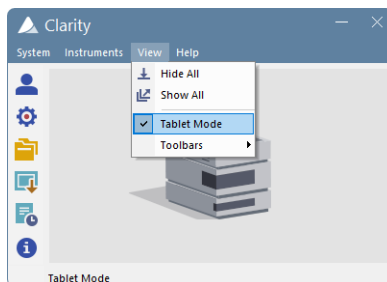 Clarity
System Instruments View Help
Hide All
Show All
Tablet Mode
Toolbars
Tablet Mode